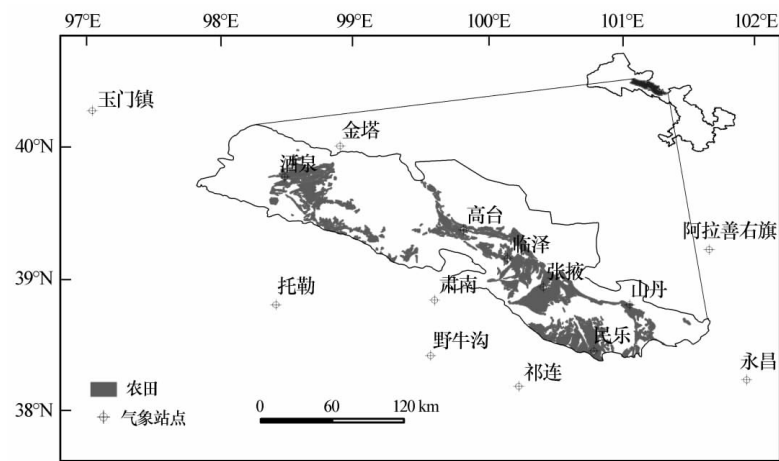 97°E 98°E 99°E 100°E 101°E 102°E
玉门镇
金塔
40°N
酒泉
高台
阿拉善右旗
临泽
39°N
张掖
托勒
肃南
山丹
野牛沟
民乐
祁连
永昌
农田
38°N
气象站点
0 60 120 km